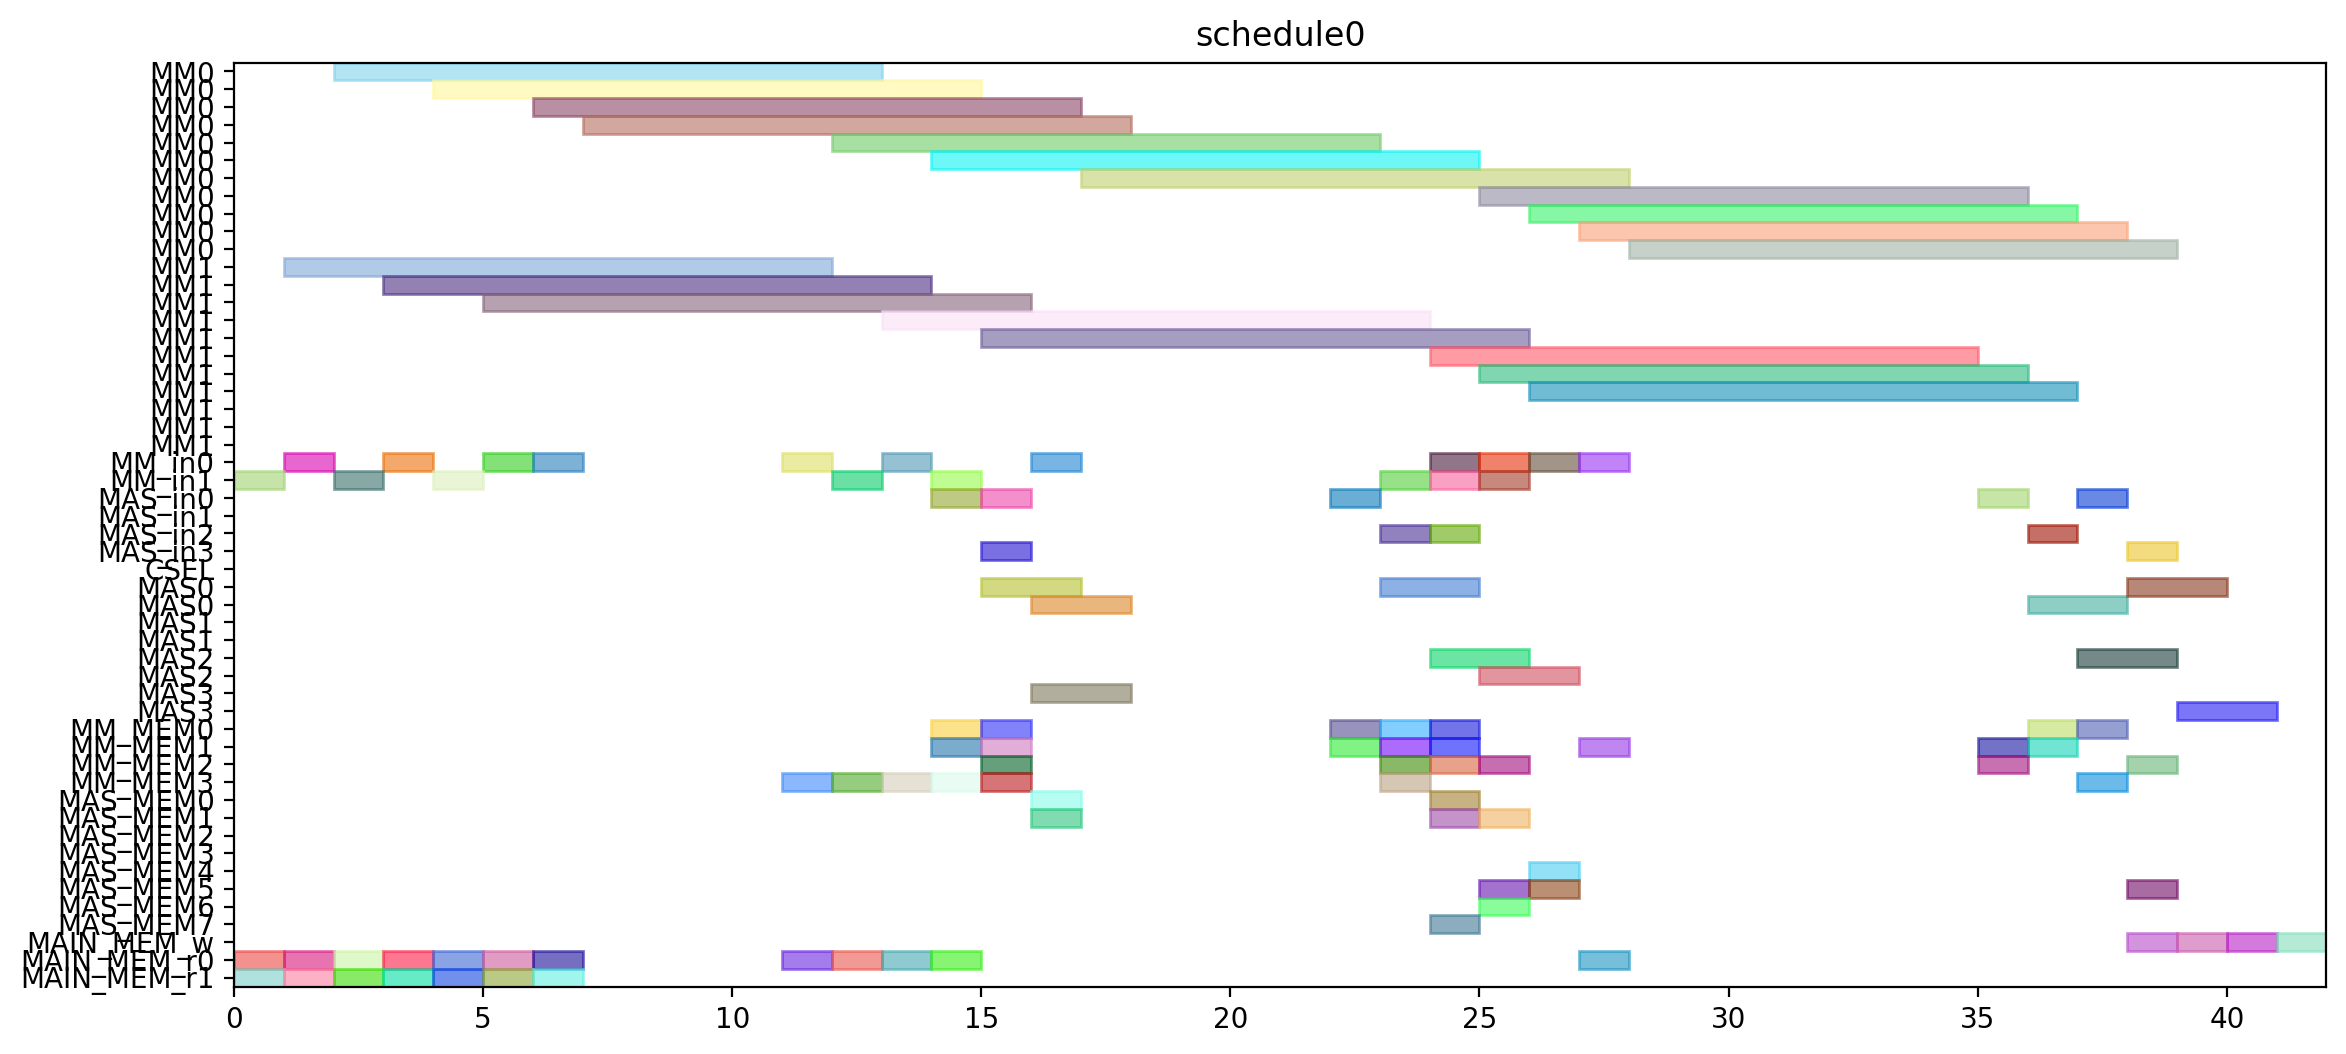 schedule0
MM0
MM0
MM0
MM0
MM0
MM0
MM0
MM0
MM0
MM0
MM0
MM1
MM1
MM1
MM1
MM1
MM1
MM1
MM1
MM1
MM1
MM1
MM_in0
MM_in1
MAS_in0
MAS_in1
MAS_in2
MAS_in3
CSEL
MAS0
MAS0
MAS1
MAS1
MAS2
MAS2
MAS3
MAS3
MM_MEM0
MM_MEM1
MM_MEM2
MM_MEM3
MAS_MEM0
MAS_MEM1
MAS_MEM2
MAS_MEM3
MAS_MEM4
MAS_MEM5
MAS_MEM6
MAS_MEM7
MAIN_MEM_w
MAIN_MEM_r0
MAIN_MEM_r1
0 5 10 15 20 25 30 35 40